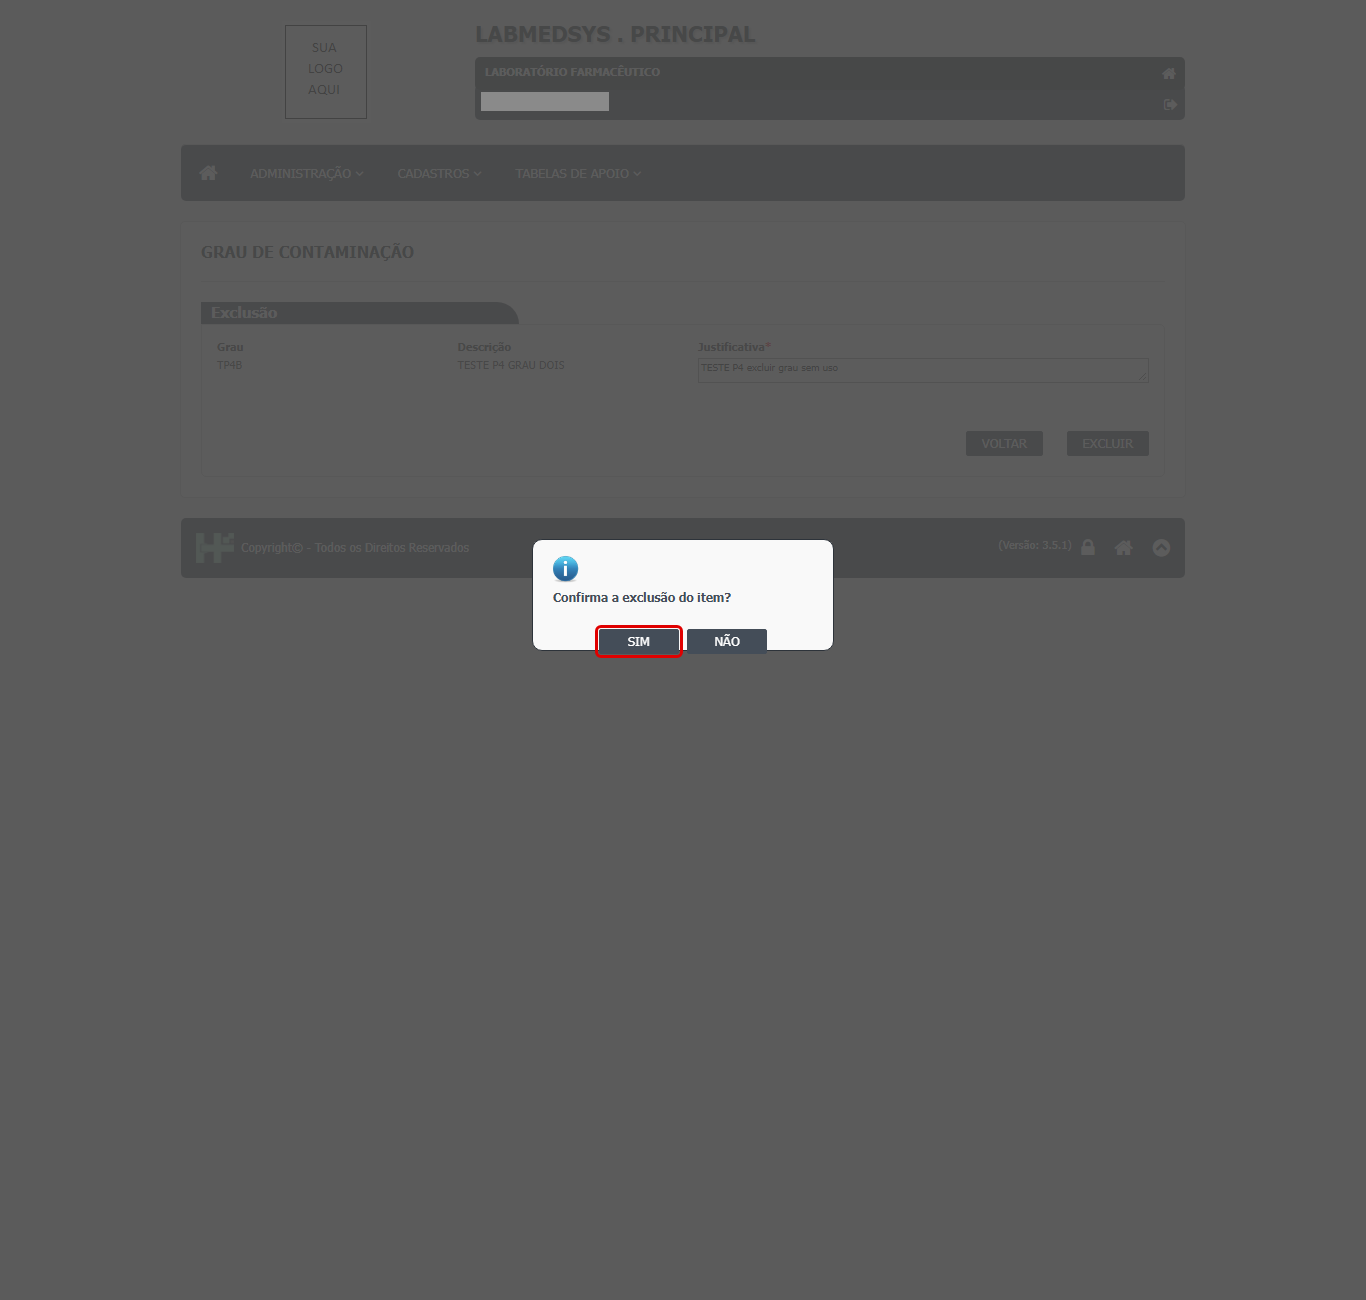 SUA
LOGO
AQUI
LABMEDSYS . PRINCIPAL
LABORATÓRIO FARMACÊUTICO
ADMINISTRAÇÃO CADASTROS TABELAS DE APOIO
GRAU DE CONTAMINAÇÃO
Exclusão
Grau Descrição Justificativa*
TP4B TESTE P4 GRAU DOIS TESTE P4 excluir grau sem uso
VOLTAR EXCLUIR
Copyright© - Todos os Direitos Reservados (Versão: 3.5.1)
Confirma a exclusão do item?
SIM NÃO